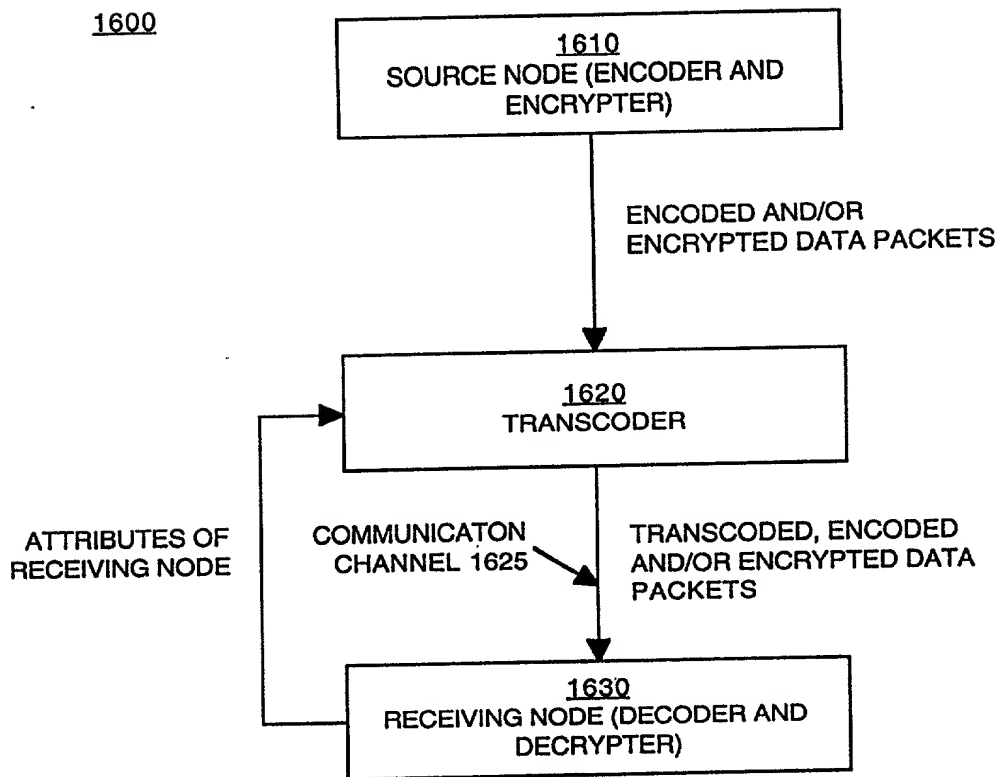 1600
1610
SOURCE NODE (ENCODER AND
ENCRYPTER)
ENCODED AND/OR
ENCRYPTED DATA PACKETS
1620
TRANSCODER
ATTRIBUTES OF
RECEIVING NODE
COMMUNICATON
CHANNEL 1625
TRANSCODED, ENCODED
AND/OR ENCRYPTED DATA
PACKETS
1630
RECEIVING NODE (DECODER AND
DECRYPTER)